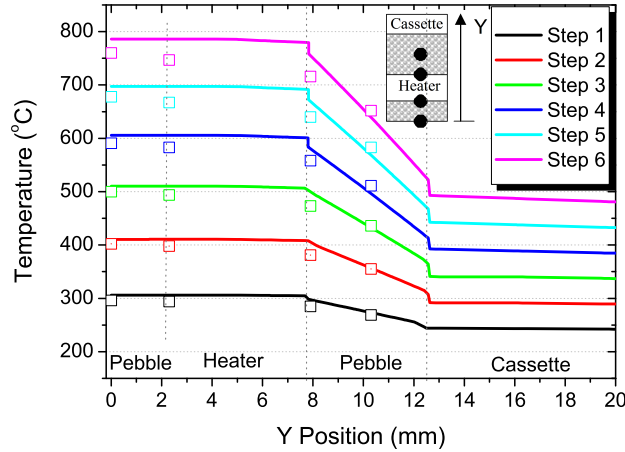 Temperature (°C)
800
700
600
500
400
300
200
Cassette
Y
Heater
Step 1
Step 2
Step 3
Step 4
Step 5
Step 6
Pebble
Heater
Pebble
Cassette
0 2 4 6 8 10 12 14 16 18 20
Y Position (mm)